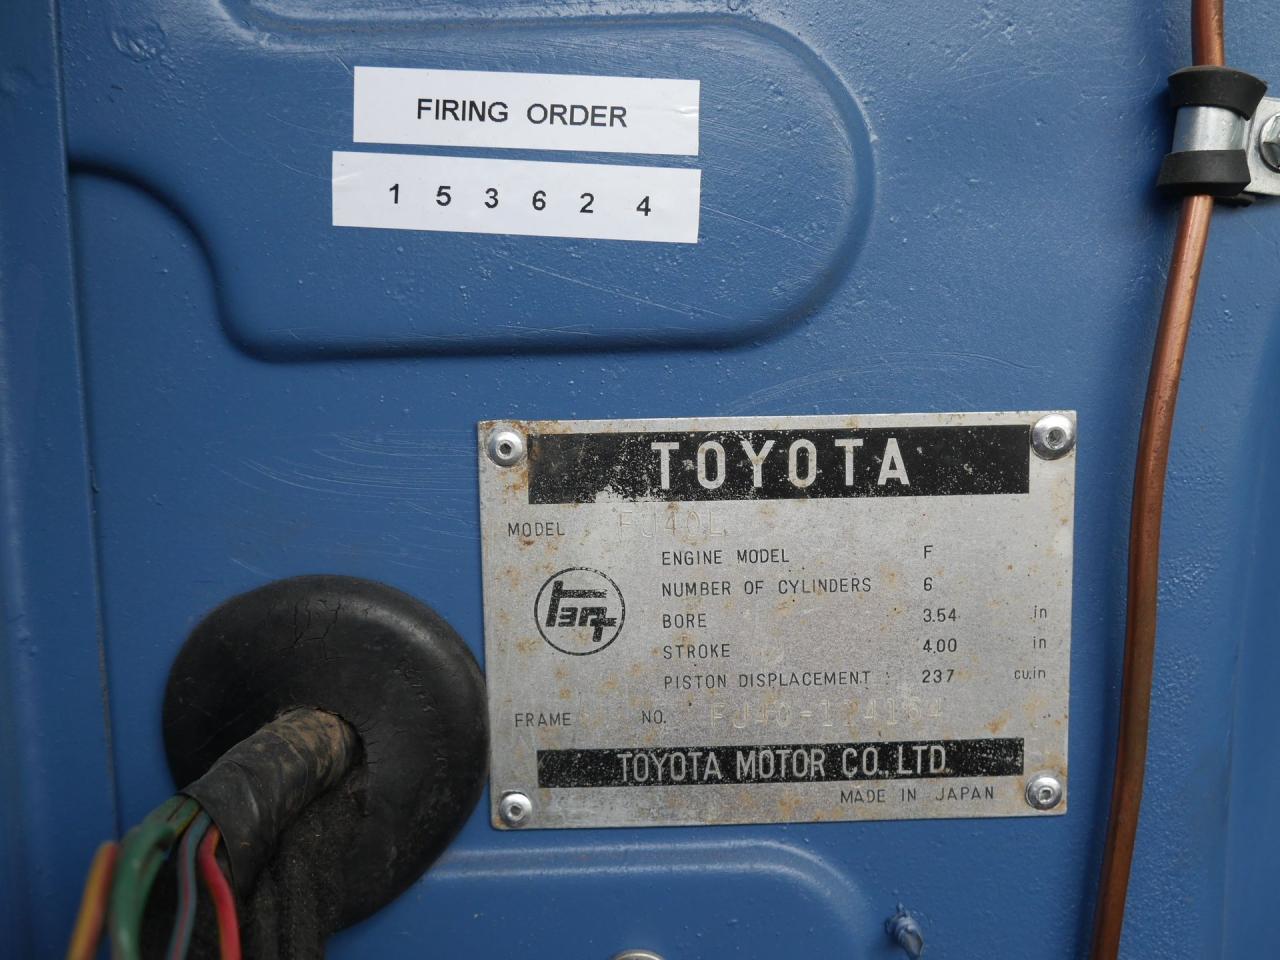 FIRING ORDER
1 5 3 6 2 4
TOYOTA
MODEL FJ40L
ENGINE MODEL F
NUMBER OF CYLINDERS 6
BORE 3.54 in
STROKE 4.00 in
PISTON DISPLACEMENT 237 cu.in
FRAME NO.
TOYOTA MOTOR CO., LTD.
MADE IN JAPAN